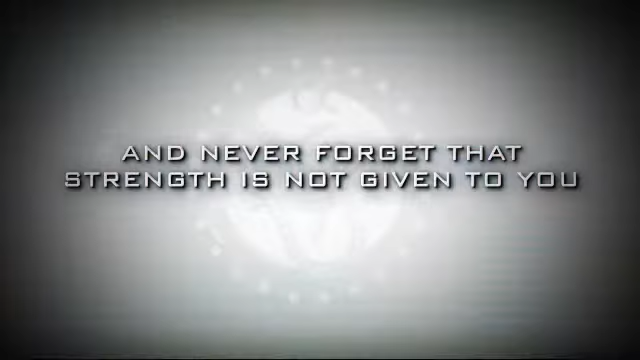 AND NEVER FORGET THAT
STRENGTH IS NOT GIVEN TO YOU